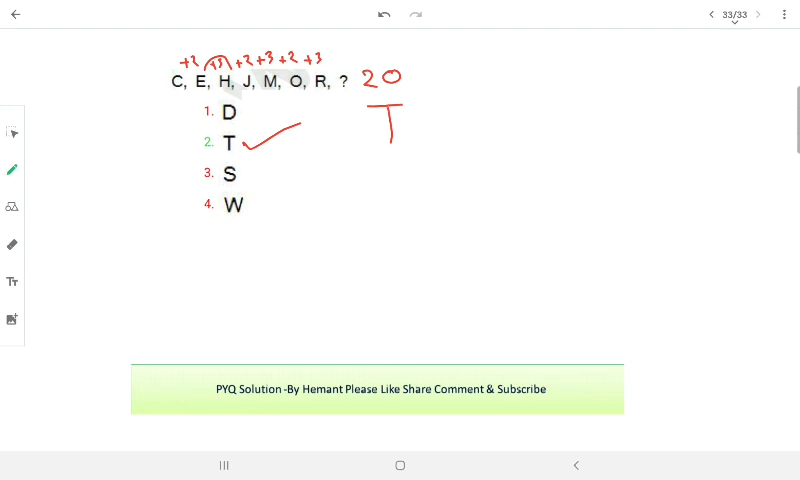 33/33
+2 +3 +2 +3 +2 +3
C, E, H, J, M, O, R, ? 20
1. D T
2. T
3. S
4. W
Tт
PYQ Solution -By Hemant Please Like Share Comment & Subscribe